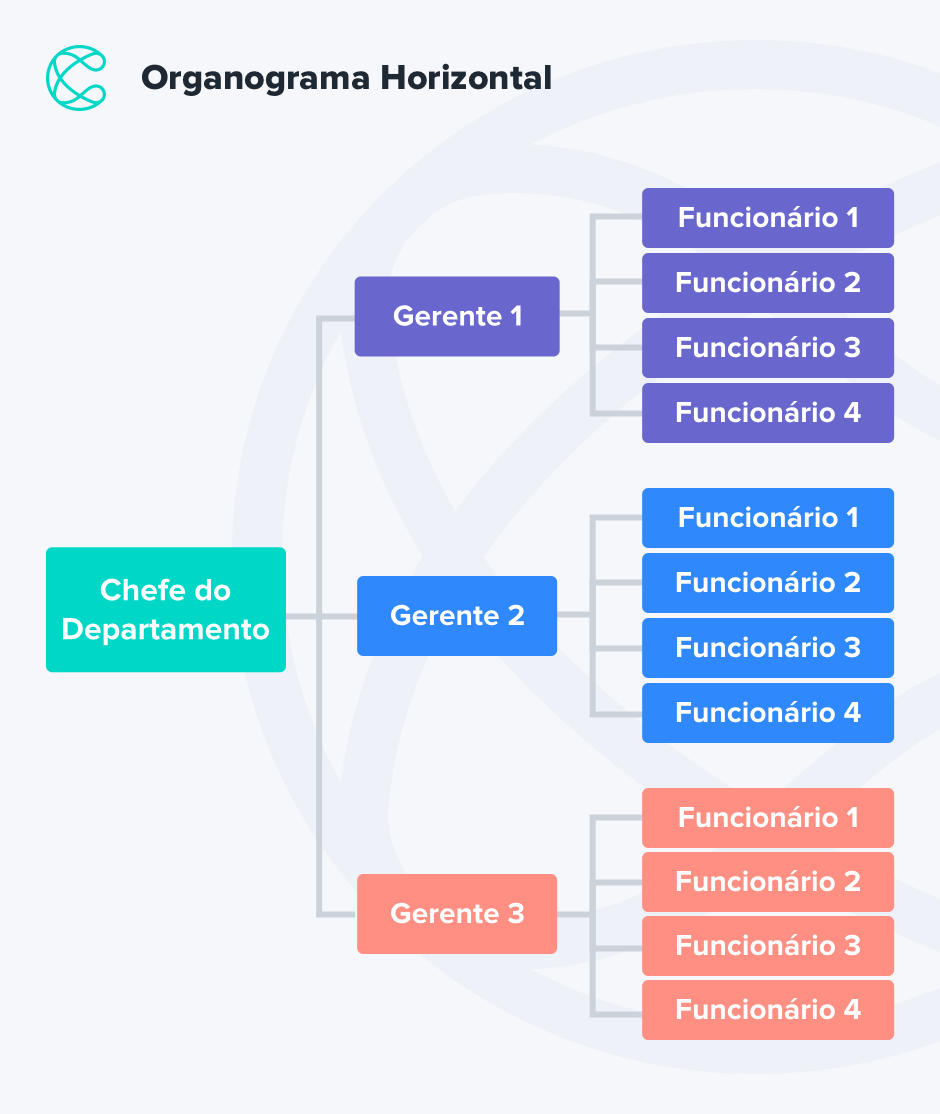 Organograma Horizontal
Chefe do
Departamento
Gerente 1
Funcionário 1
Funcionário 2
Funcionário 3
Funcionário 4
Gerente 2
Funcionário 1
Funcionário 2
Funcionário 3
Funcionário 4
Gerente 3
Funcionário 1
Funcionário 2
Funcionário 3
Funcionário 4